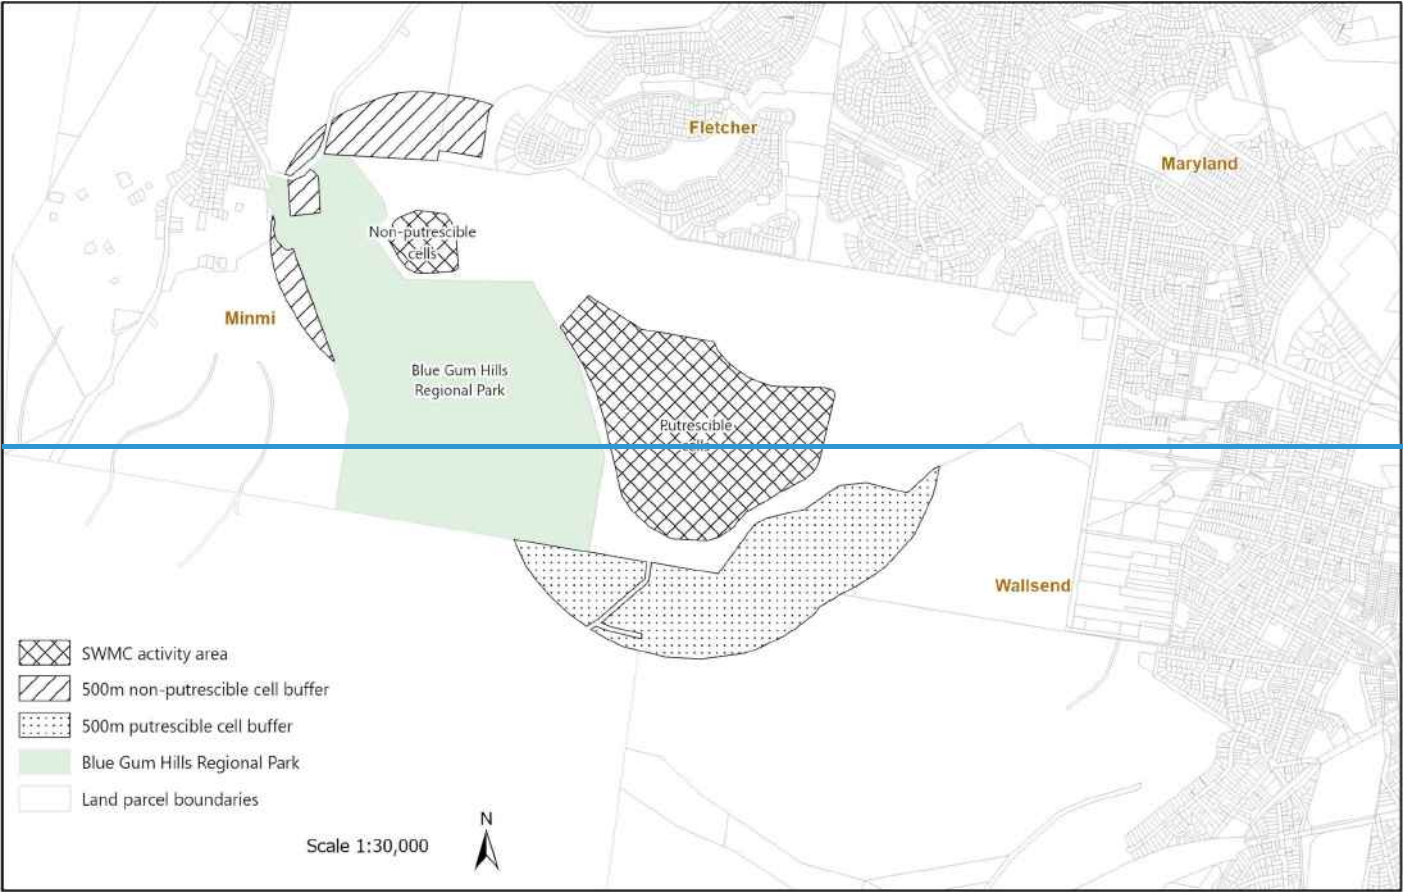 Fletcher
Maryland
Non-putrescible
cells
Minmi
Blue Gum Hills
Regional Park
Putrescible
cells
Wallsend
SWMC activity area
500m non-putrescible cell buffer
500m putrescible cell buffer
Blue Gum Hills Regional Park
Land parcel boundaries
N
Scale 1:30,000